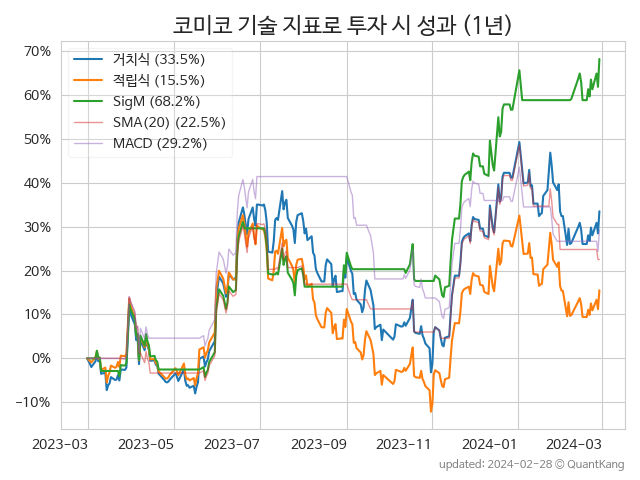 코미코 기술 지표로 투자 시 성과 (1년)
70%
60%
50%
40%
30%
20%
10%
0%
−10%
거치식 (33.5%)
적립식 (15.5%)
SigM (68.2%)
SMA(20) (22.5%)
MACD (29.2%)
2023−03
2023−05
2023−07
2023−09
2023−11
2024−01
2024−03
updated: 2024-02-28 ⓒ QuantKang